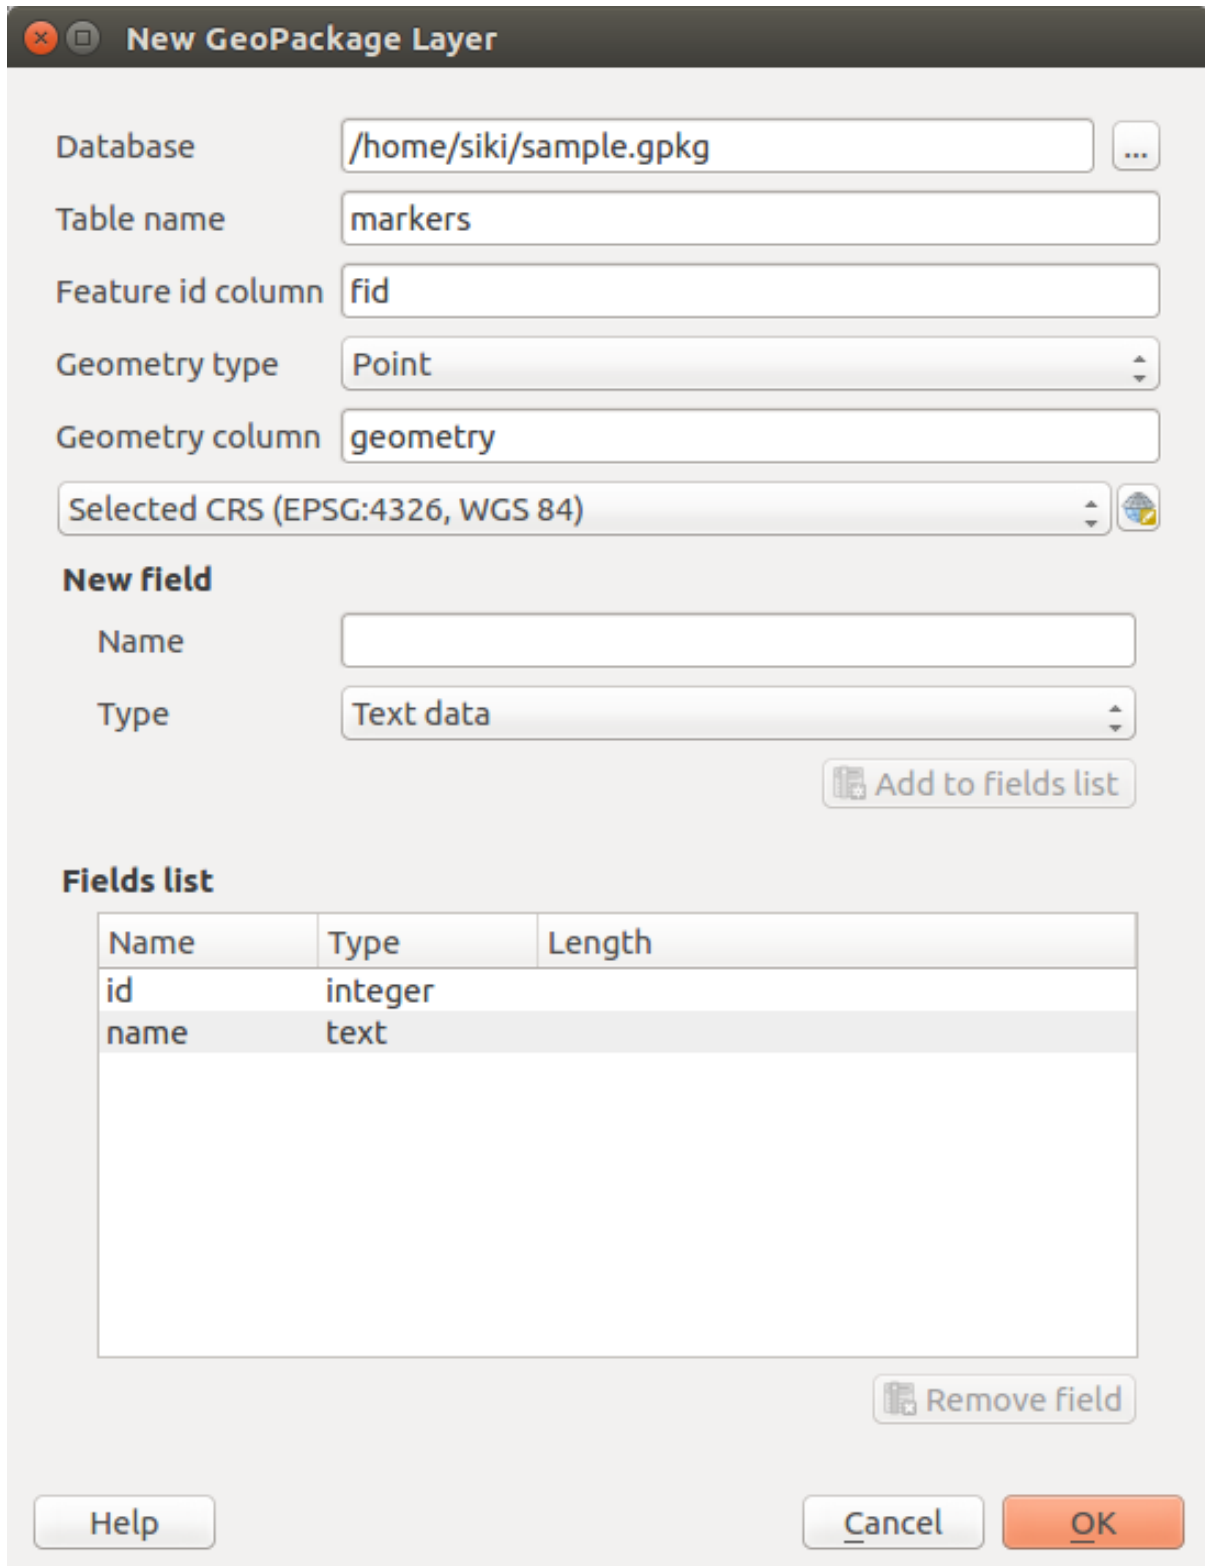 New GeoPackage Layer
Database /home/siki/sample.gpkg ...
Table name markers
Feature id column fid
Geometry type Point
Geometry column geometry
Selected CRS (EPSG:4326, WGS 84)
New field
Name
Type Text data
Add to fields list
Fields list
Name Type Length
id integer
name text
Remove field
Help Cancel OK